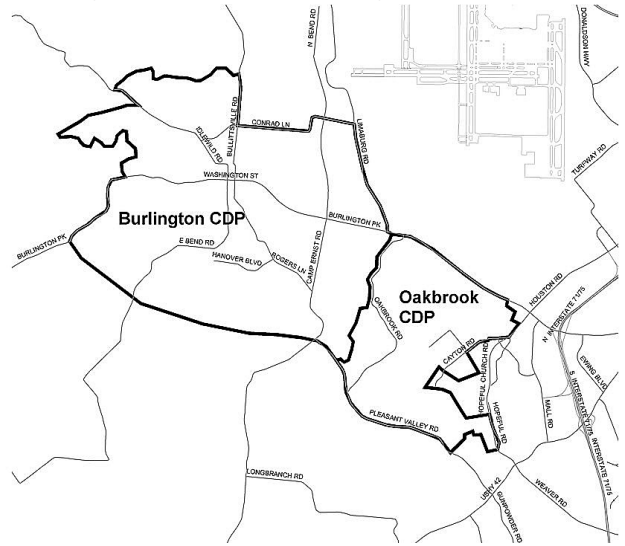 DONALDSON HWY
N BEND RD
BULLITTSVILLE RD
CONRAD LN
LIMABURG RD
IDLEWILD RD
TURFWAY RD
WASHINGTON ST
Burlington CDP
BURLINGTON PK
BURLINGTON PK
E BEND RD
HANOVER BLVD
ROGERS LN
CAMP ERNST RD
HOUSTON RD
N INTERSTATE 71/75
Oakbrook
CDP
OAKBROOK RD
CAYTON RD
HOPEFUL CHURCH RD
EWING BLVD
S INTERSTATE 71/75
INTERSTATE 71/75
MALL RD
HOPEFUL RD
PLEASANT VALLEY RD
LONGBRANCH RD
USHY 42
GUNPOWDER RD
WEAVER RD